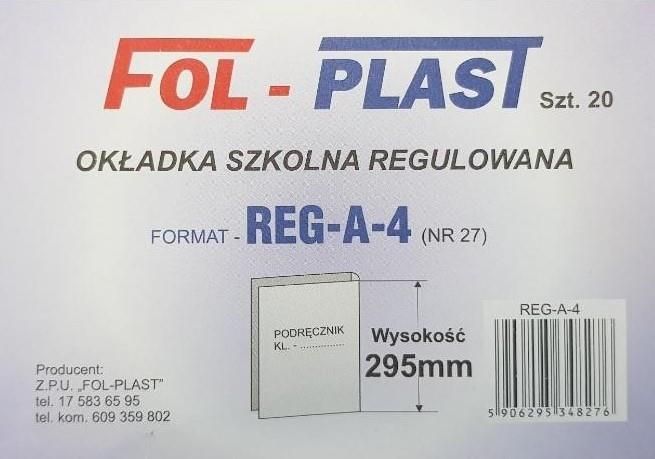 FOL - PLAST Szt. 20
OKŁADKA SZKOLNA REGULOWANA
FORMAT - REG-A-4 (NR 27)
PODRĘCZNIK
KL. - ...............
Wysokość
295mm
REG-A-4
5 906295 348276
Producent:
Z.P.U. „FOL-PLAST”
tel. 17 583 65 95
tel. kom. 609 359 802